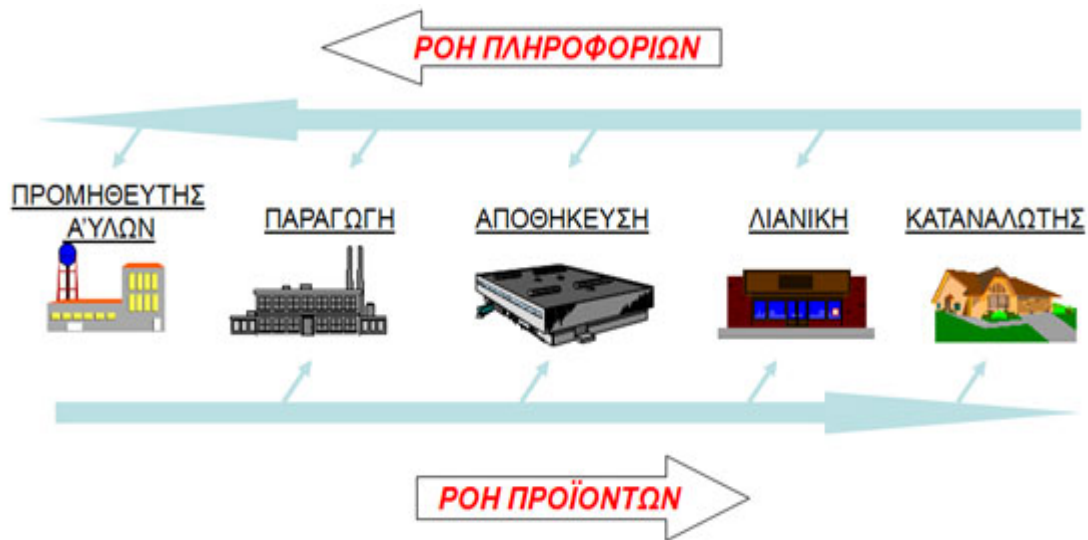 ΡΟΗ ΠΛΗΡΟΦΟΡΙΩΝ
ΠΡΟΜΗΘΕΥΤΗΣ
Α'ΥΛΩΝ
ΠΑΡΑΓΩΓΗ
ΑΠΟΘΗΚΕΥΣΗ
ΛΙΑΝΙΚΗ
ΚΑΤΑΝΑΛΩΤΗΣ
ΡΟΗ ΠΡΟΪΟΝΤΩΝ